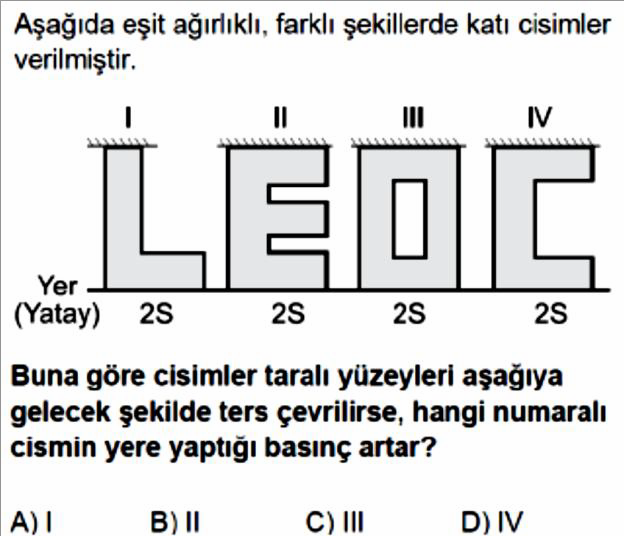 Aşağıda eşit ağırlıklı, farklı şekillerde katı cisimler
verilmiştir.
I II III IV
L E O C
Yer
(Yatay) 2S 2S 2S 2S
Buna göre cisimler taralı yüzeyleri aşağıya
gelecek şekilde ters çevrilirse, hangi numaralı
cismin yere yaptığı basınç artar?
A) I B) II C) III D) IV